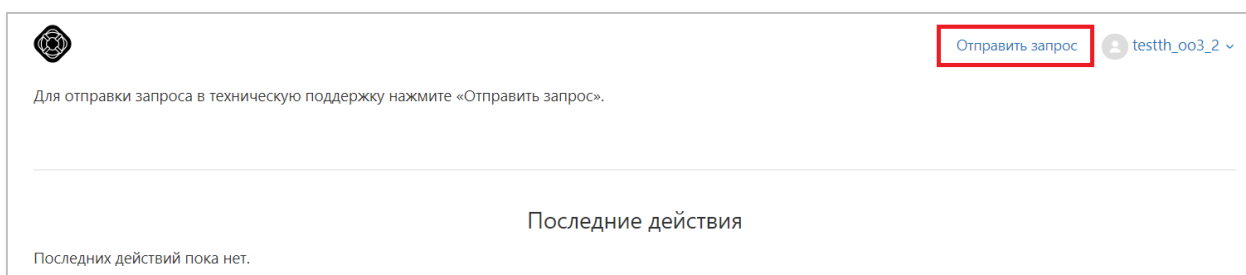 Отправить запрос testth_oo3_2
Для отправки запроса в техническую поддержку нажмите «Отправить запрос».
Последние действия
Последних действий пока нет.